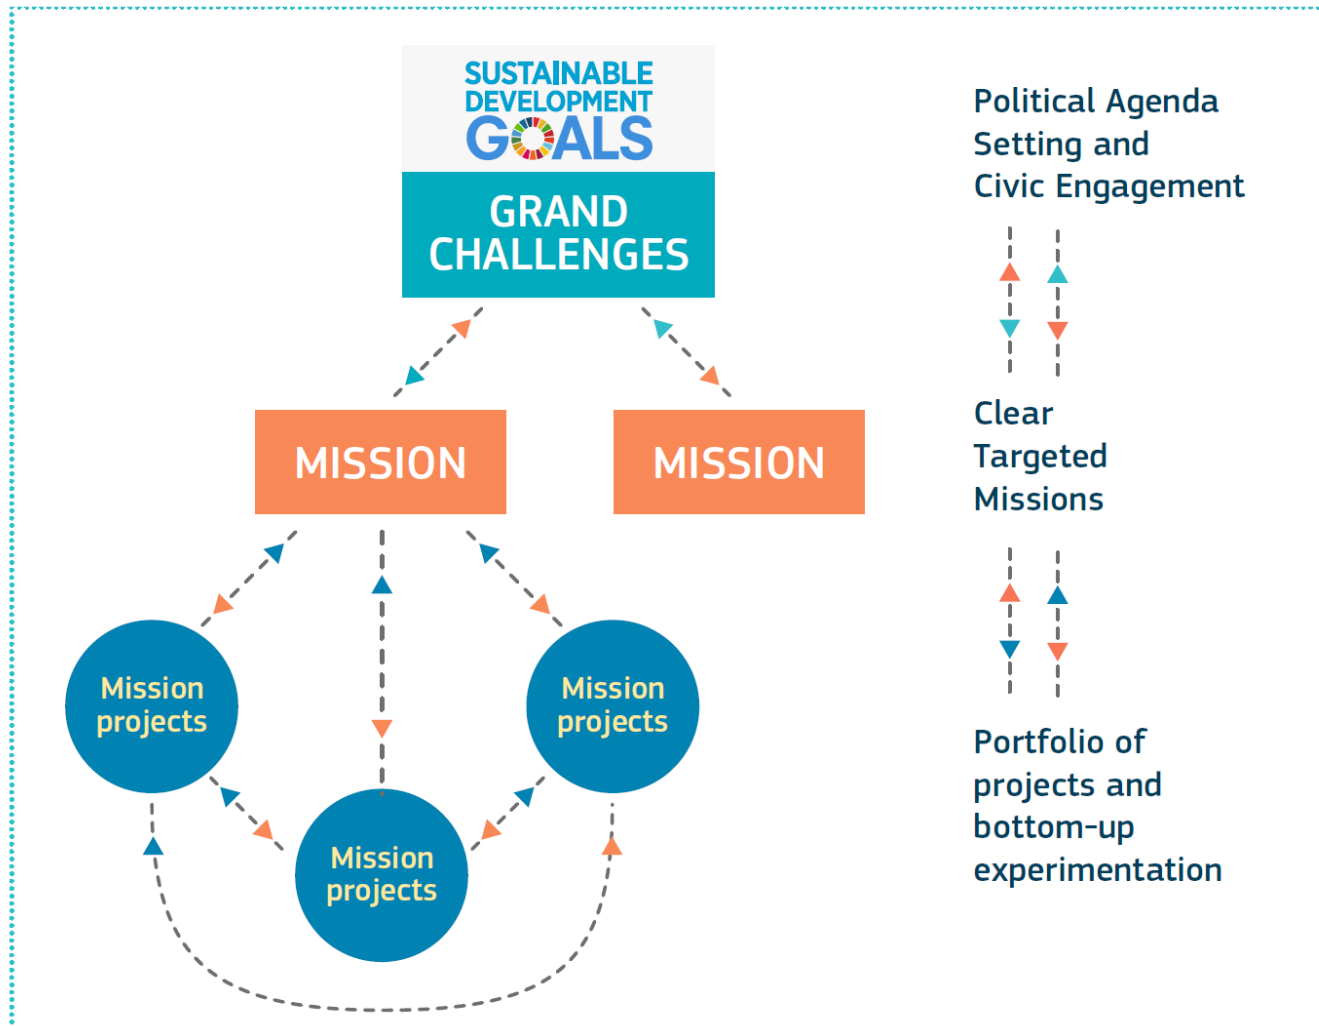 SUSTAINABLE
DEVELOPMENT
GOALS
GRAND
CHALLENGES
MISSION
MISSION
Mission
projects
Mission
projects
Mission
projects
Political Agenda
Setting and
Civic Engagement
Clear
Targeted
Missions
Portfolio of
projects and
bottom-up
experimentation